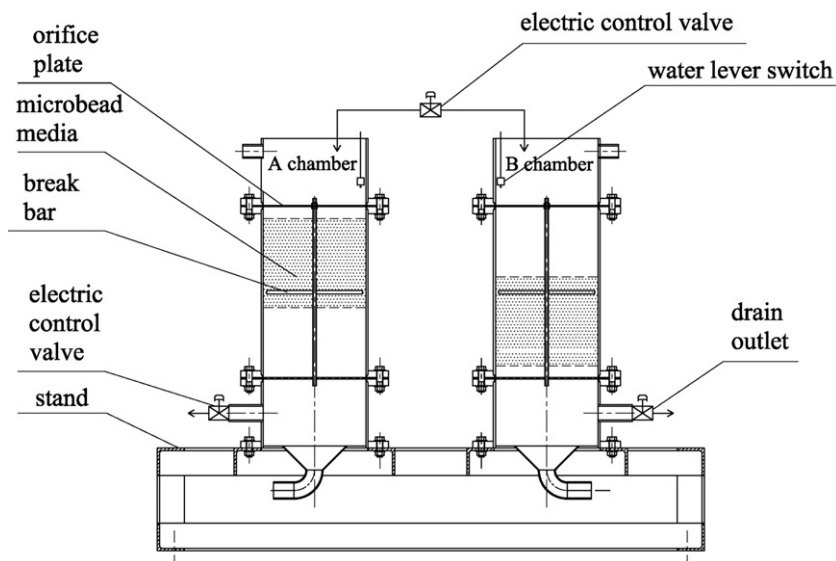 electric control valve
orifice
plate
water lever switch
microbead
media
A chamber
B chamber
break
bar
electric
control
valve
drain
outlet
stand